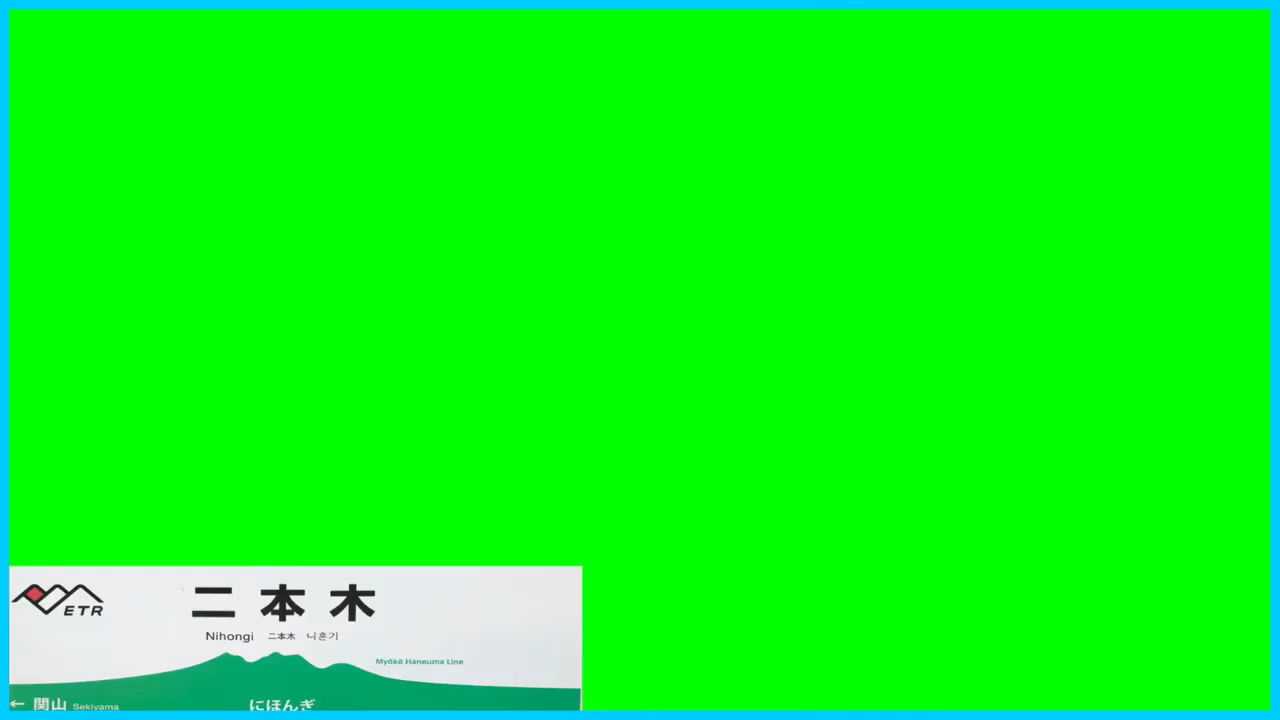 ETR
二本木
Nihongi 二本木 니혼기
Myōkō Haneuma Line
← 関山 Sekiyama
にほんぎ